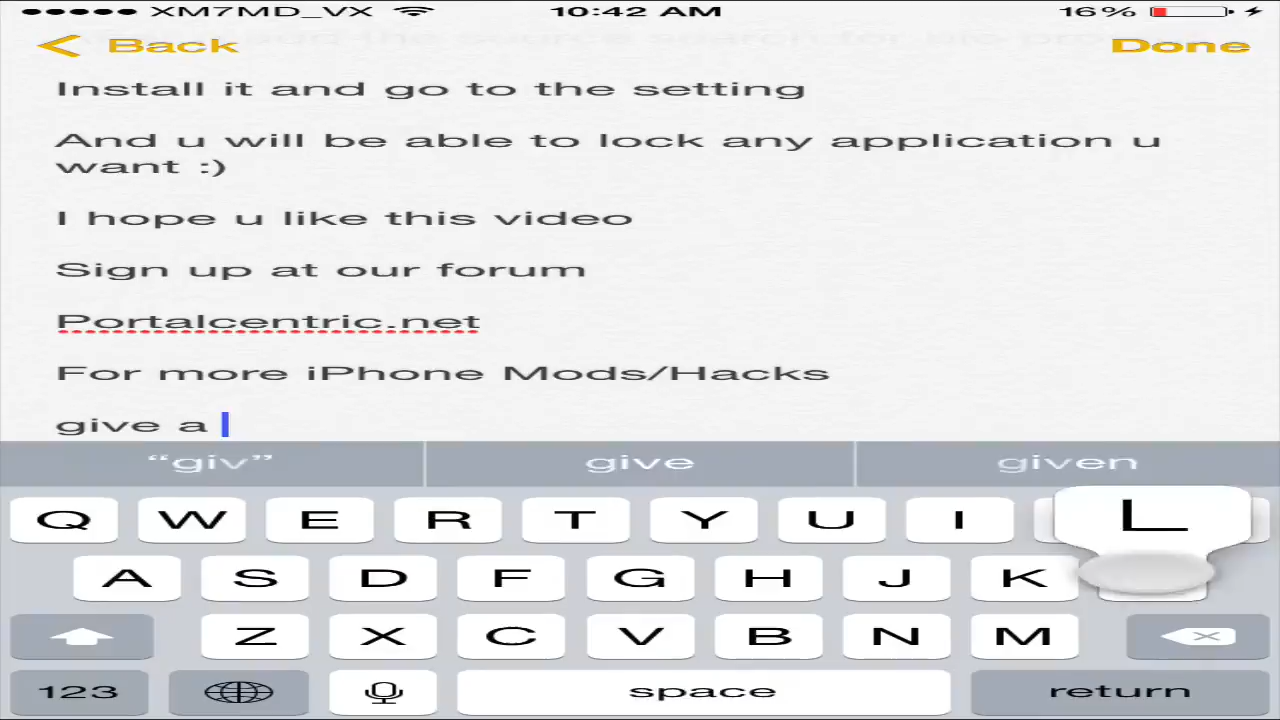 XM7MD_VX 10:42 AM 16%
Back Done
Install it and go to the setting
And u will be able to lock any application u
want :)
I hope u like this video
Sign up at our forum
Portalcentric.net
For more iPhone Mods/Hacks
give a
“giv” give given
Q W E R T Y U I L
A S D F G H J K
Z X C V B N M
123 space return